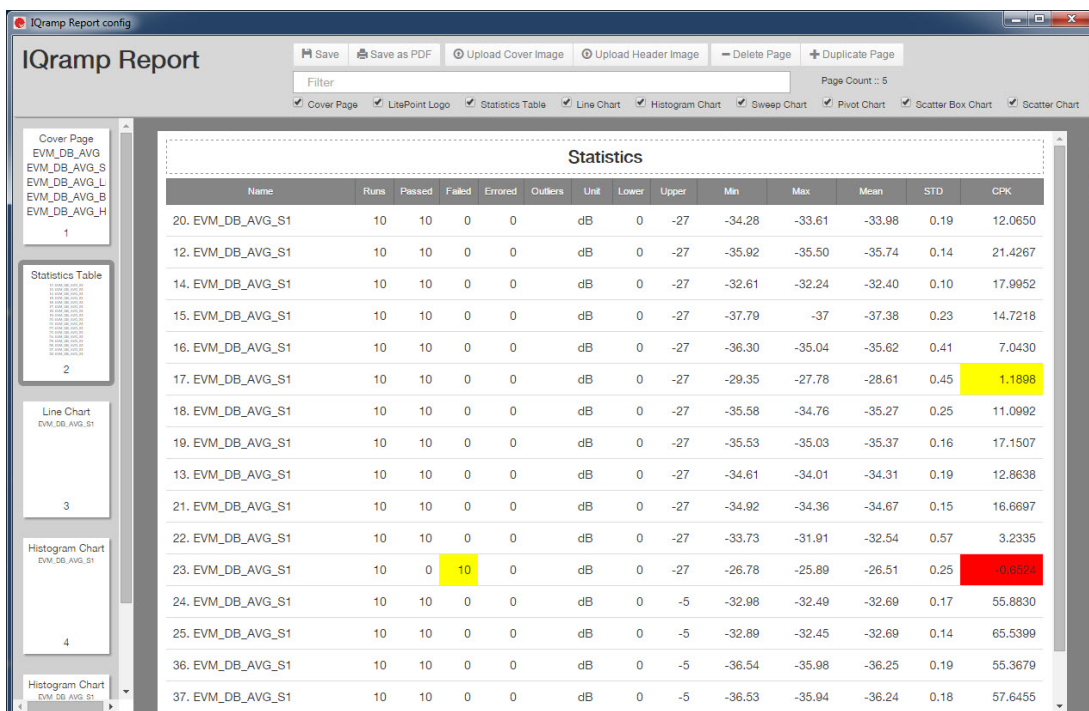 IQramp Report config
IQramp Report
Save Save as PDF Upload Cover Image Upload Header Image Delete Page Duplicate Page
Filter
Page Count :: 5
Cover Page LitePoint Logo Statistics Table Line Chart Histogram Chart Sweep Chart Pivot Chart Scatter Box Chart Scatter Chart
Cover Page
EVM_DB_AVG
EVM_DB_AVG_S
EVM_DB_AVG_L
EVM_DB_AVG_B
EVM_DB_AVG_H
1
Statistics Table
2
Line Chart
EVM_DB_AVG_S1
3
Histogram Chart
EVM_DB_AVG_S1
4
Histogram Chart
EVM_DB_AVG_S1
Statistics
Name Runs Passed Failed Errored Outliers Unit Lower Upper Min Max Mean STD CPK
20. EVM_DB_AVG_S1 10 10 0 0 dB 0 -27 -34.28 -33.61 -33.98 0.19 12.0650
12. EVM_DB_AVG_S1 10 10 0 0 dB 0 -27 -35.92 -35.50 -35.74 0.14 21.4267
14. EVM_DB_AVG_S1 10 10 0 0 dB 0 -27 -32.61 -32.24 -32.40 0.10 17.9952
15. EVM_DB_AVG_S1 10 10 0 0 dB 0 -27 -37.79 -37 -37.38 0.23 14.7218
16. EVM_DB_AVG_S1 10 10 0 0 dB 0 -27 -36.30 -35.04 -35.62 0.41 7.0430
17. EVM_DB_AVG_S1 10 10 0 0 dB 0 -27 -29.35 -27.78 -28.61 0.45 1.1898
18. EVM_DB_AVG_S1 10 10 0 0 dB 0 -27 -35.58 -34.76 -35.27 0.25 11.0992
19. EVM_DB_AVG_S1 10 10 0 0 dB 0 -27 -35.53 -35.03 -35.37 0.16 17.1507
13. EVM_DB_AVG_S1 10 10 0 0 dB 0 -27 -34.61 -34.01 -34.31 0.19 12.8638
21. EVM_DB_AVG_S1 10 10 0 0 dB 0 -27 -34.92 -34.36 -34.67 0.15 16.6697
22. EVM_DB_AVG_S1 10 10 0 0 dB 0 -27 -33.73 -31.91 -32.54 0.57 3.2335
23. EVM_DB_AVG_S1 10 0 10 0 dB 0 -27 -26.78 -25.89 -26.51 0.25 -0.6524
24. EVM_DB_AVG_S1 10 10 0 0 dB 0 -5 -32.98 -32.49 -32.69 0.17 55.8830
25. EVM_DB_AVG_S1 10 10 0 0 dB 0 -5 -32.89 -32.45 -32.69 0.14 65.5399
36. EVM_DB_AVG_S1 10 10 0 0 dB 0 -5 -36.54 -35.98 -36.25 0.19 55.3679
37. EVM_DB_AVG_S1 10 10 0 0 dB 0 -5 -36.53 -35.94 -36.24 0.18 57.6455